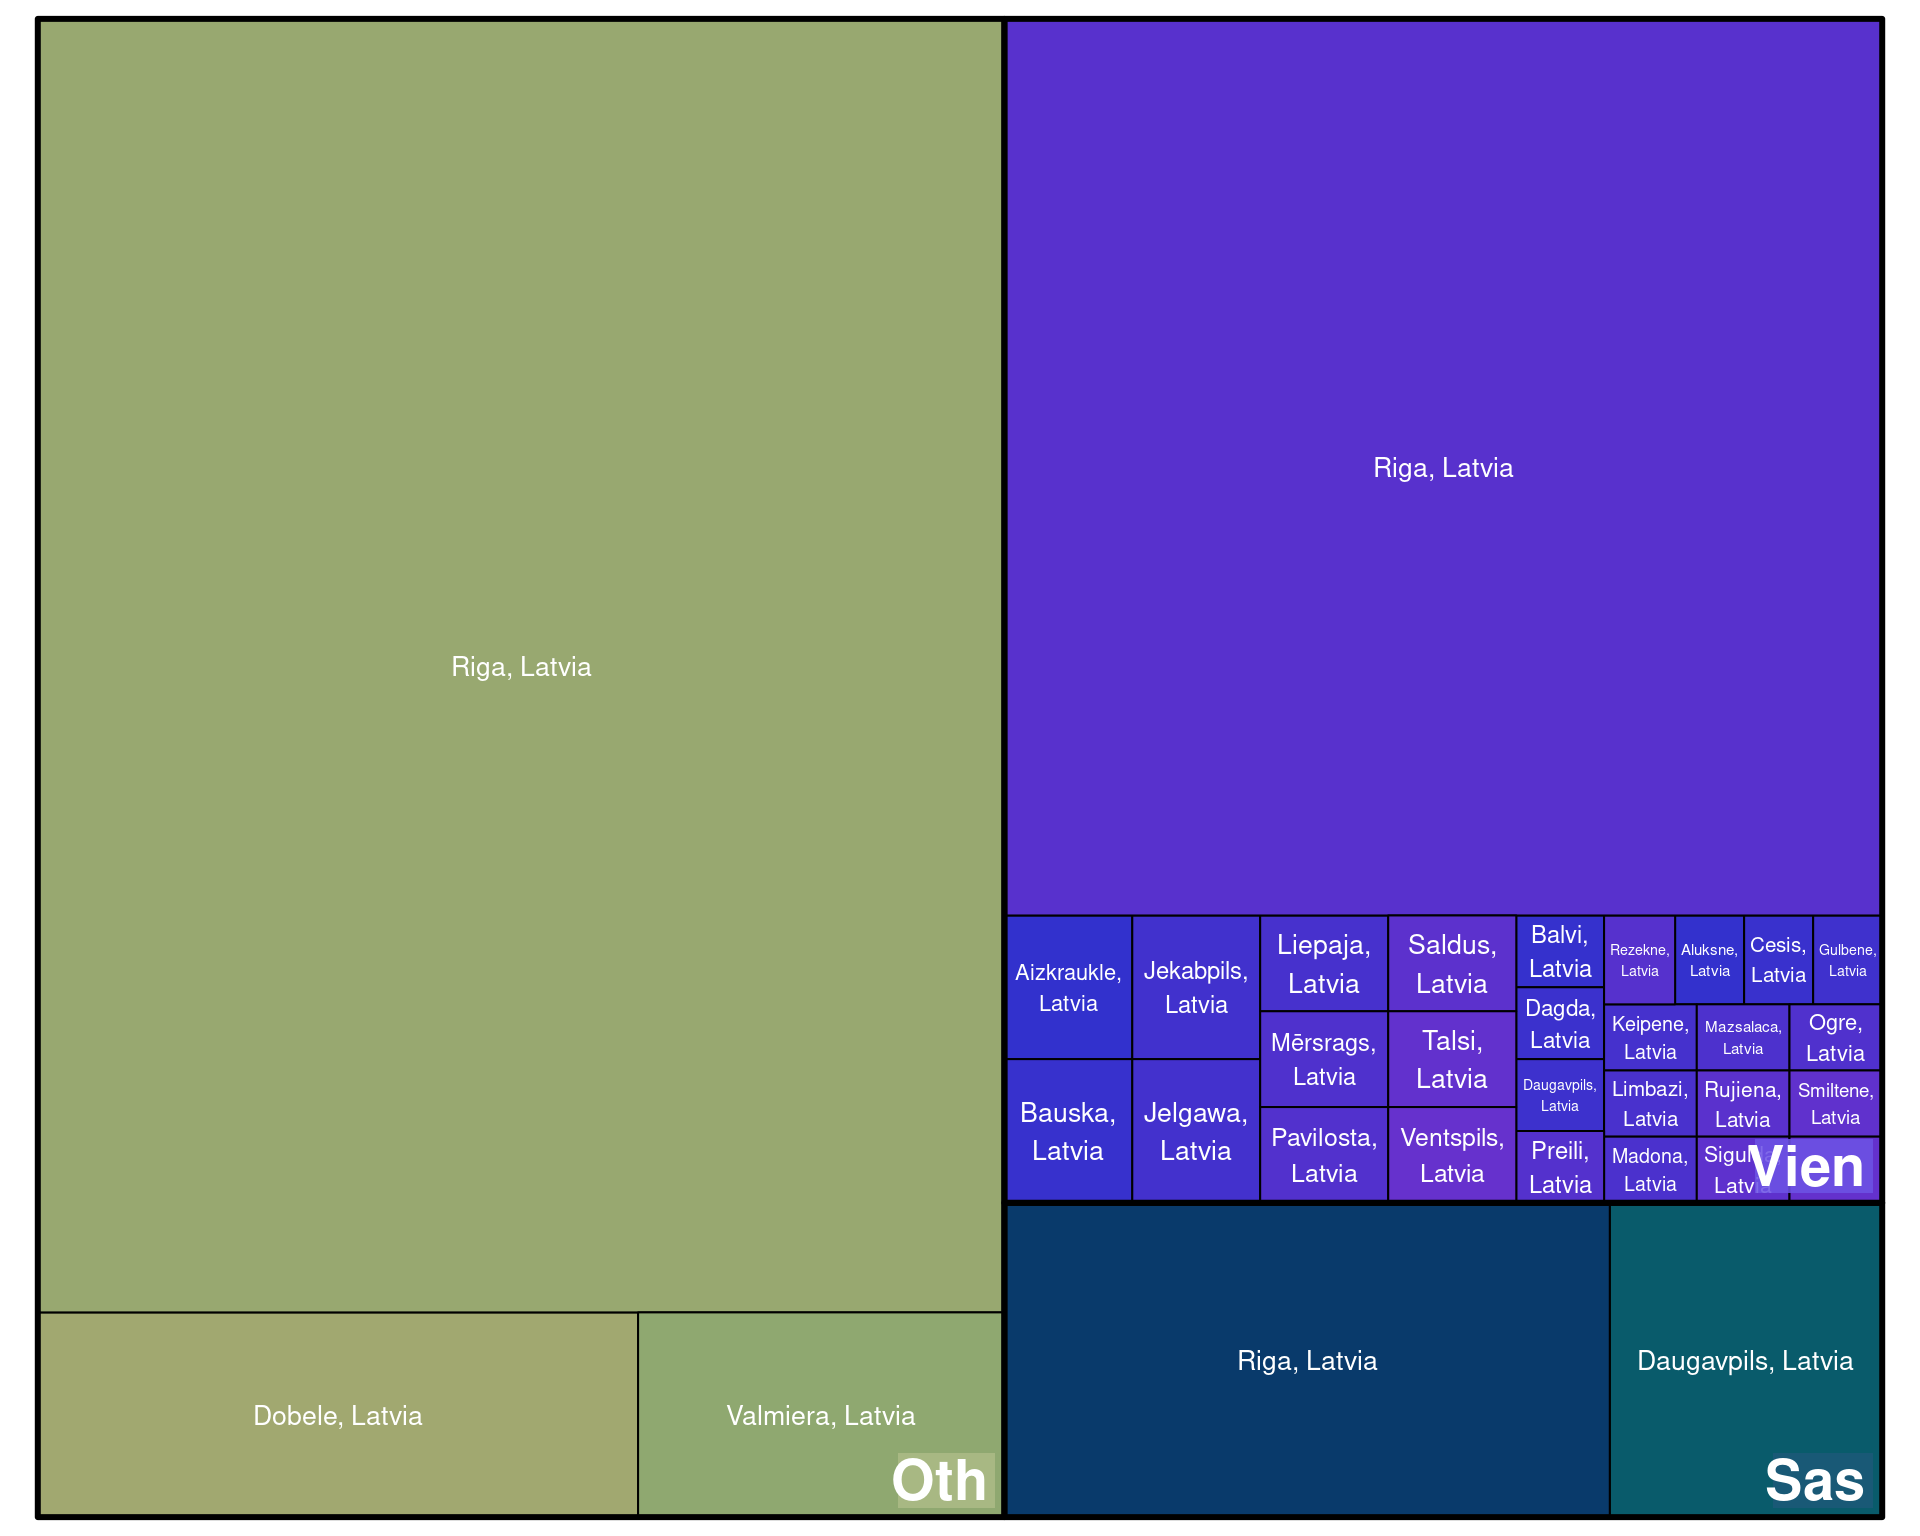 Riga, Latvia
Dobele, Latvia
Valmiera, Latvia
Oth
Riga, Latvia
Aizkraukle,
Latvia
Bauska,
Latvia
Jekabpils,
Latvia
Jelgawa,
Latvia
Liepaja,
Latvia
Mērsrags,
Latvia
Pavilosta,
Latvia
Saldus,
Latvia
Talsi,
Latvia
Ventspils,
Latvia
Balvi,
Latvia
Dagda,
Latvia
Daugavpils,
Latvia
Preili,
Latvia
Rezekne,
Latvia
Aluksne,
Latvia
Cesis,
Latvia
Gulbene,
Latvia
Keipene,
Latvia
Limbazi,
Latvia
Madona,
Latvia
Mazsalaca,
Latvia
Rujiena,
Latvia
Ogre,
Latvia
Smiltene,
Latvia
Vien
Riga, Latvia
Daugavpils, Latvia
Sas